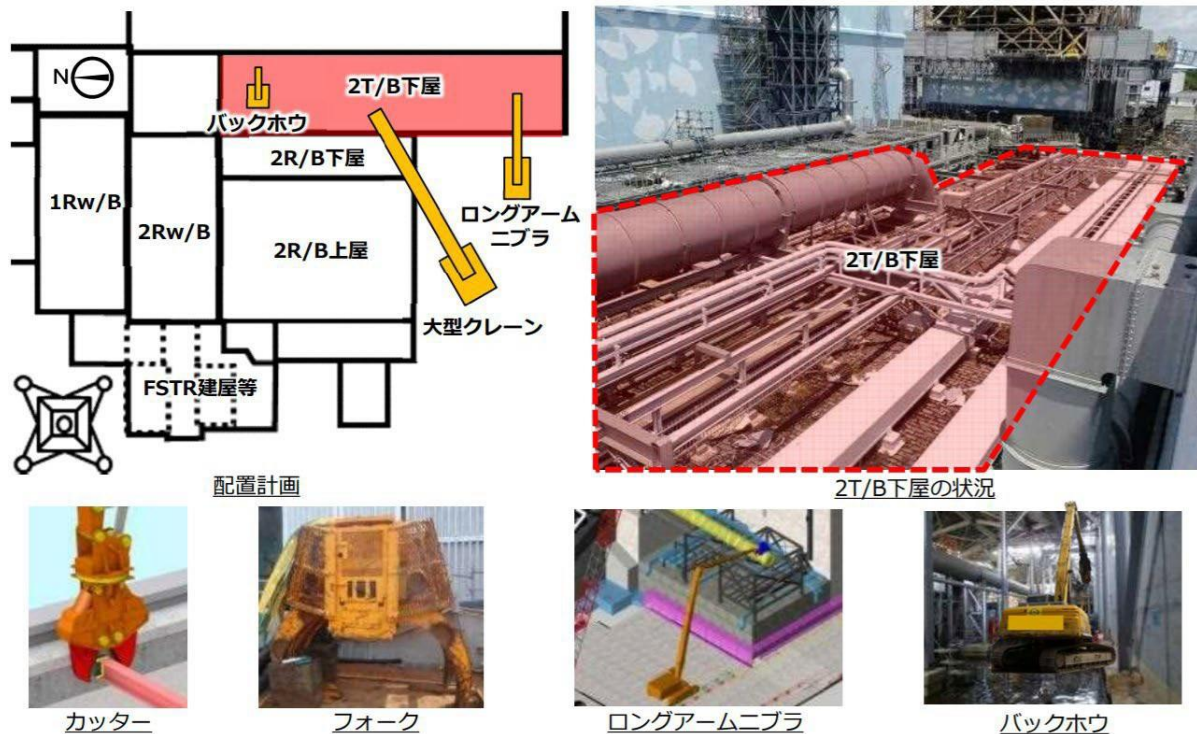 N
2T/B下屋
バックホウ
2R/B下屋
ロングアーム
ニブラ
1Rw/B
2Rw/B
2R/B上屋
大型クレーン
FSTR建屋等
配置計画
2T/B下屋
2T/B下屋の状況
カッター
フォーク
ロングアームニブラ
バックホウ